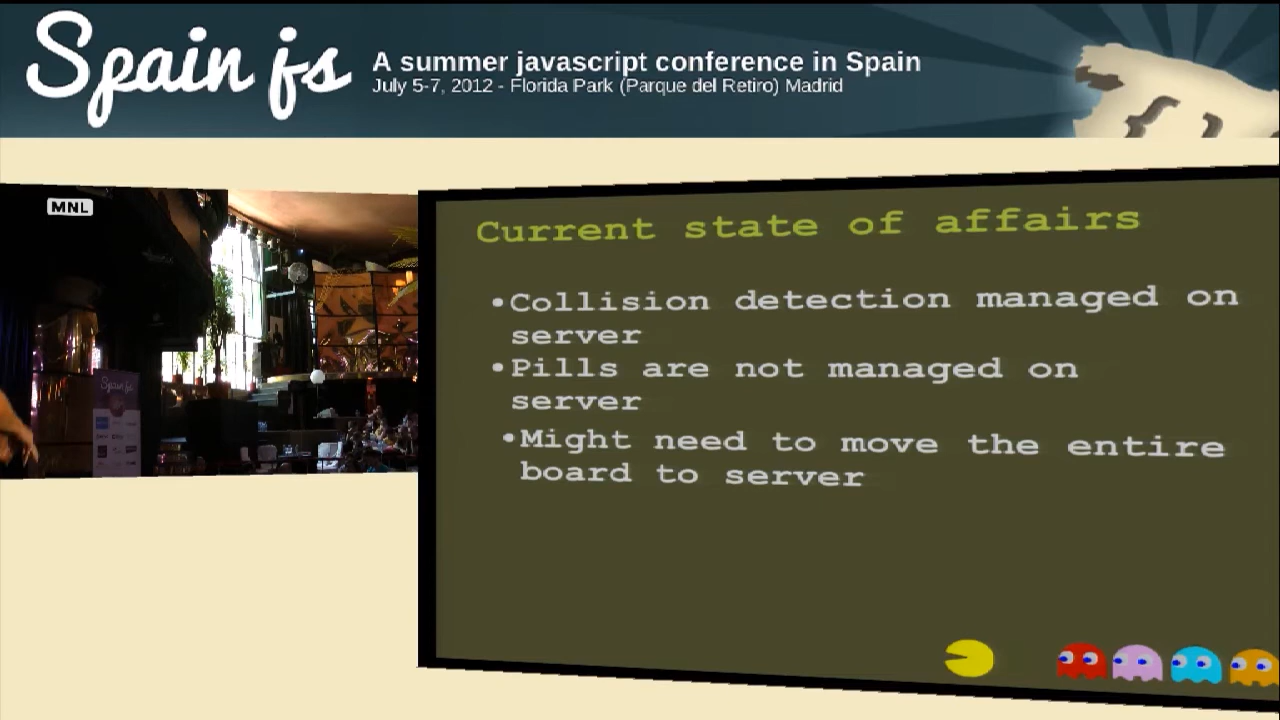 Spain js
A summer javascript conference in Spain
July 5-7, 2012 - Florida Park (Parque del Retiro) Madrid
MNL
Spain js
Current state of affairs
•Collision detection managed on
server
•Pills are not managed on
server
•Might need to move the entire
board to server